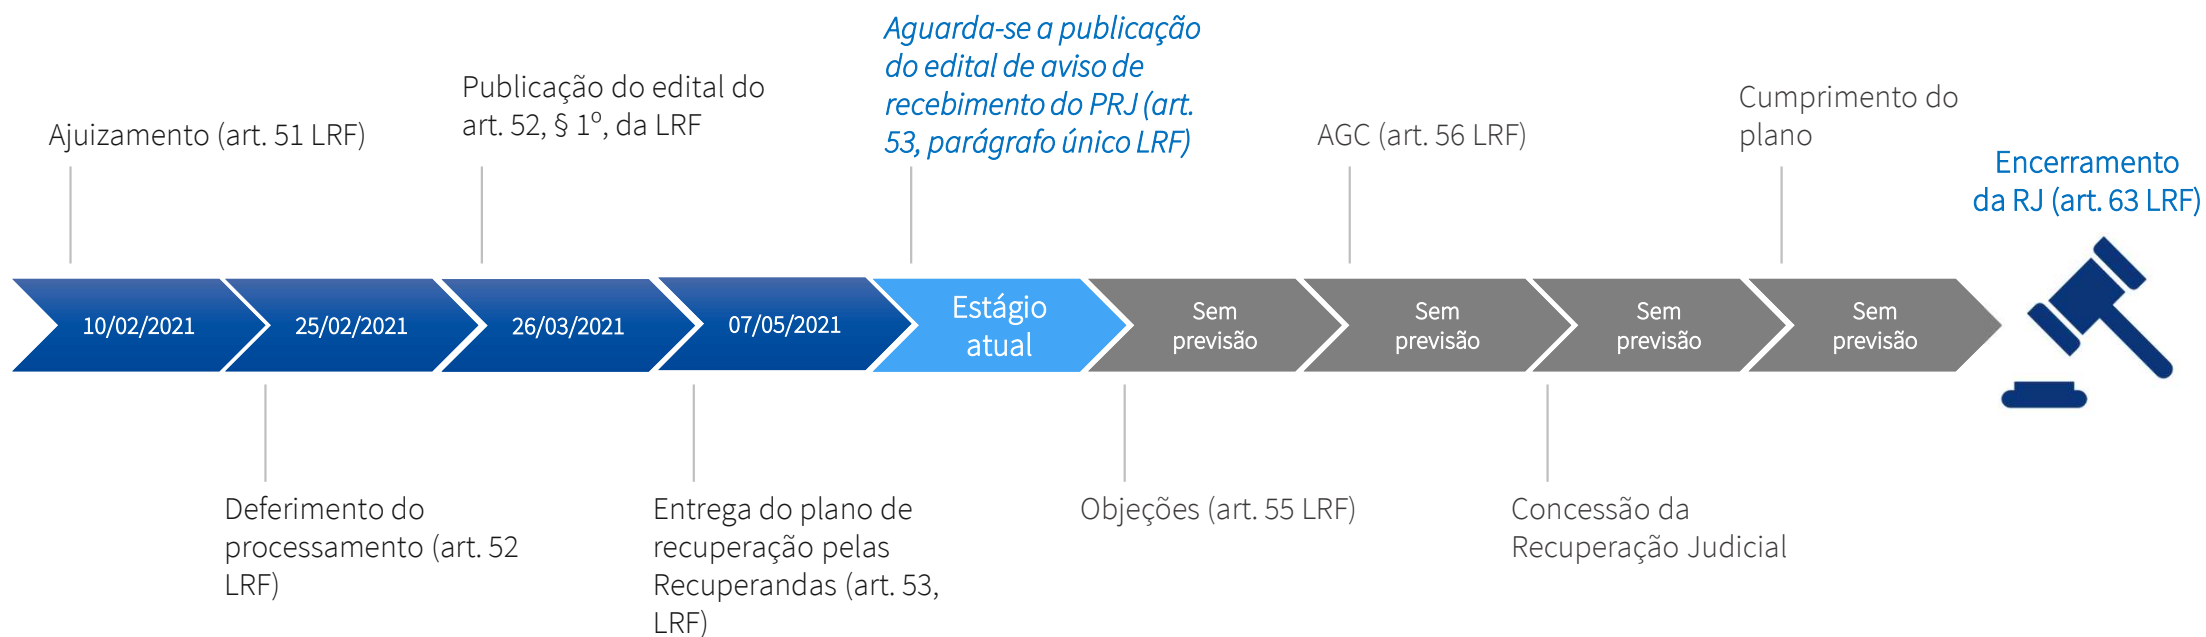 Aguarda-se a publicação
do edital de aviso de
recebimento do PRJ (art.
53, parágrafo único LRF)
Publicação do edital do
art. 52, § 1º, da LRF
Ajuizamento (art. 51 LRF)
AGC (art. 56 LRF)
Cumprimento do
plano
Encerramento
da RJ (art. 63 LRF)
10/02/2021
25/02/2021
26/03/2021
07/05/2021
Estágio
atual
Sem
previsão
Sem
previsão
Sem
previsão
Sem
previsão
Deferimento do
processamento (art. 52
LRF)
Entrega do plano de
recuperação pelas
Recuperandas (art. 53,
LRF)
Objeções (art. 55 LRF)
Concessão da
Recuperação Judicial